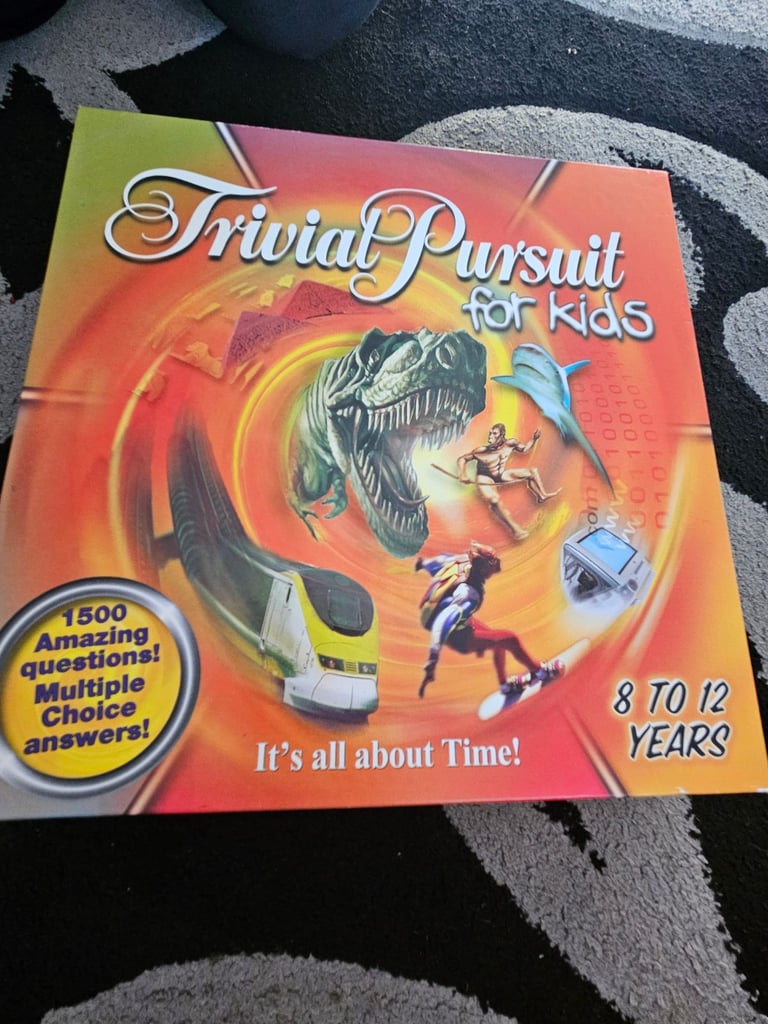 Trivial Pursuit
for kids
1500
Amazing
questions!
Multiple
Choice
answers!
It's all about Time!
8 TO 12
YEARS